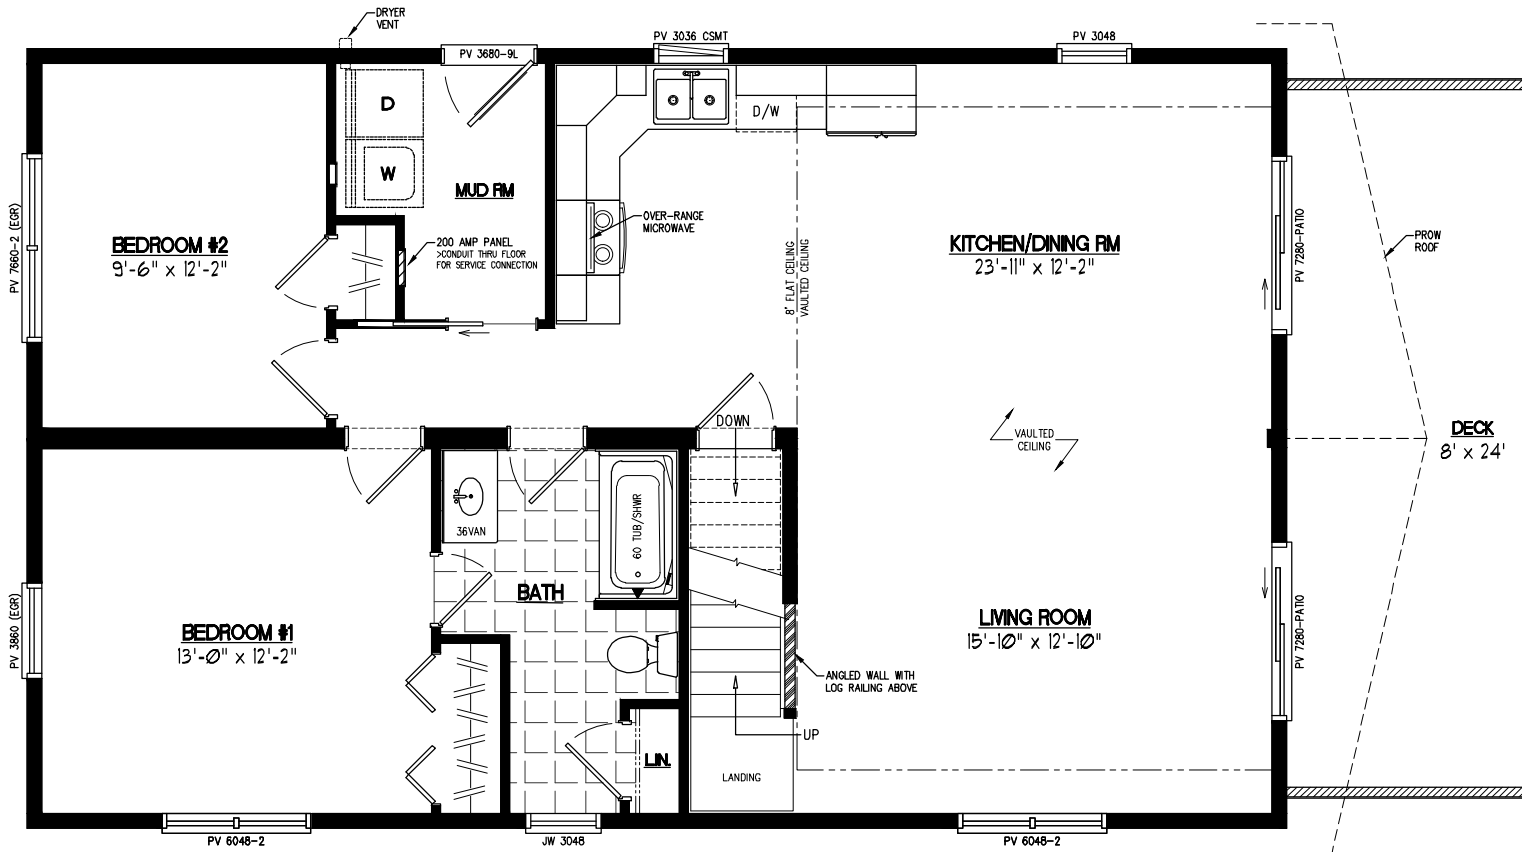 DRYER
VENT
PV 3680-9L
PV 3036 CSMT
PV 3048
D
W
MUD RM
D/W
OVER-RANGE
MICROWAVE
200 AMP PANEL
>CONDUIT THRU FLOOR
FOR SERVICE CONNECTION
BEDROOM #2
9'-6" x 12'-2"
PV 7660-2 (EGR)
8' FLAT CEILING
VAULTED CEILING
KITCHEN/DINING RM
23'-11" x 12'-2"
PV 7280-PATIO
PROW
ROOF
DOWN
VAULTED
CEILING
DECK
8' x 24'
36VAN
60 TUB/SHWR
BATH
BEDROOM #1
13'-0" x 12'-2"
PV 3860 (EGR)
LIVING ROOM
15'-10" x 12'-10"
PV 7280-PATIO
ANGLED WALL WITH
LOG RAILING ABOVE
UP
LIN.
LANDING
PV 6048-2
JW 3048
PV 6048-2